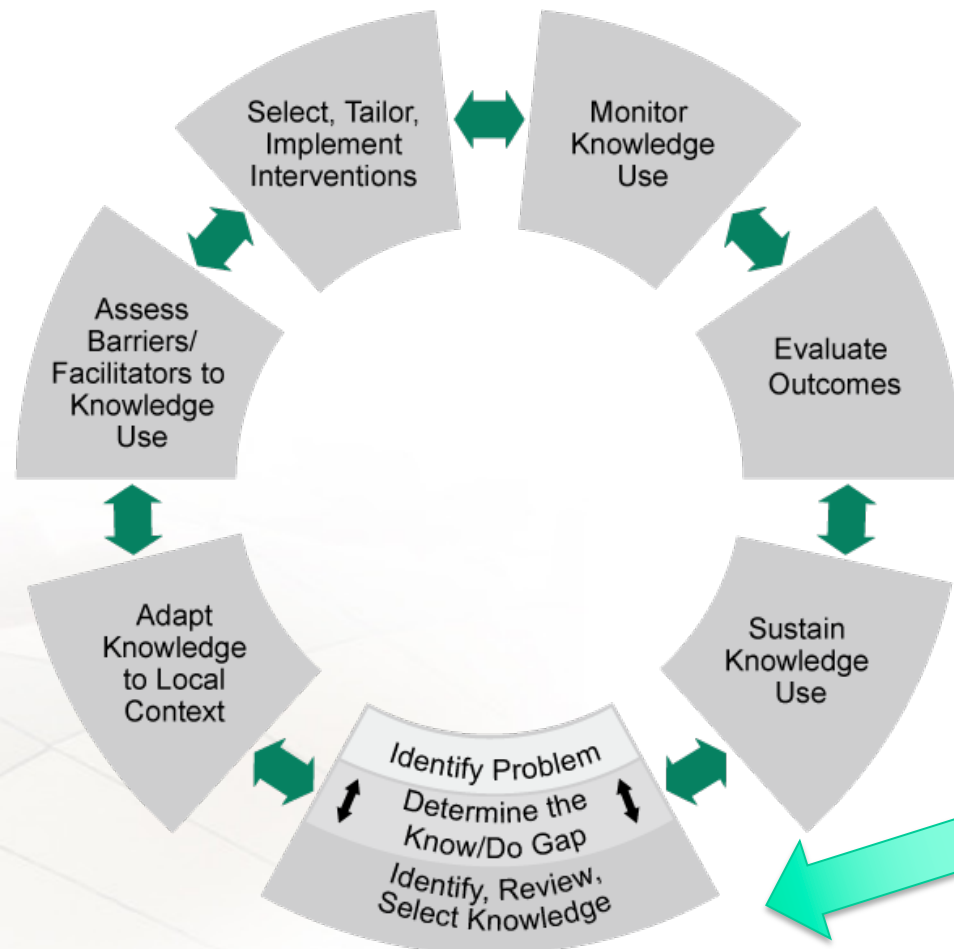 Select, Tailor,
Implement
Interventions
Monitor
Knowledge
Use
Assess
Barriers/
Facilitators to
Knowledge
Use
Evaluate
Outcomes
Adapt
Knowledge
to Local
Context
Sustain
Knowledge
Use
Identify Problem
Determine the
Know/Do Gap
Identify, Review,
Select Knowledge